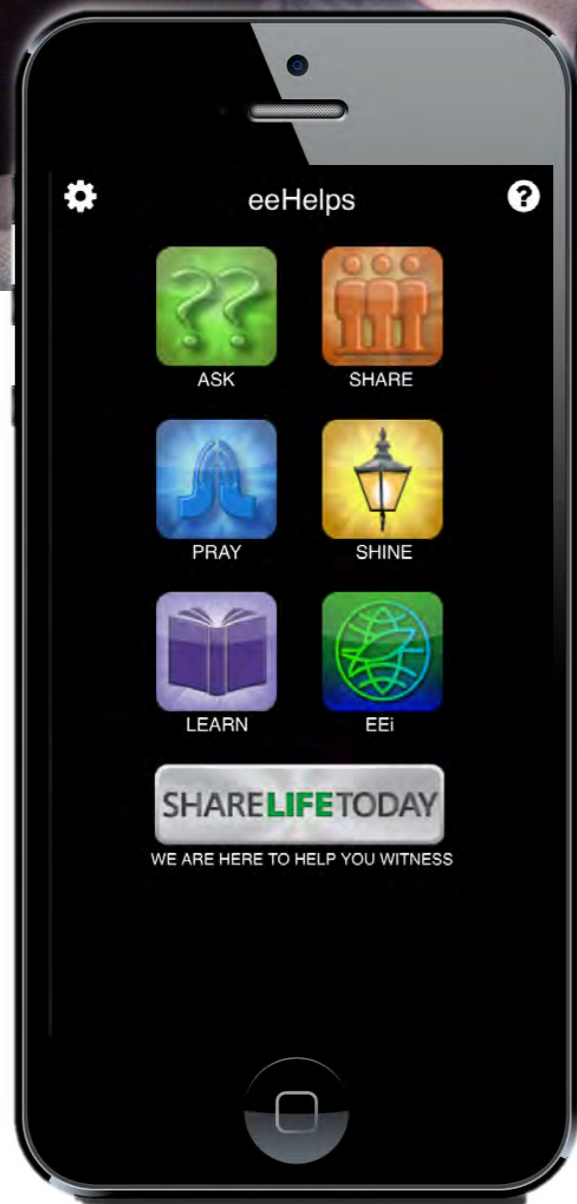 eeHelps
ASK SHARE
PRAY SHINE
LEARN EEi
SHARELIFETODAY
WE ARE HERE TO HELP YOU WITNESS